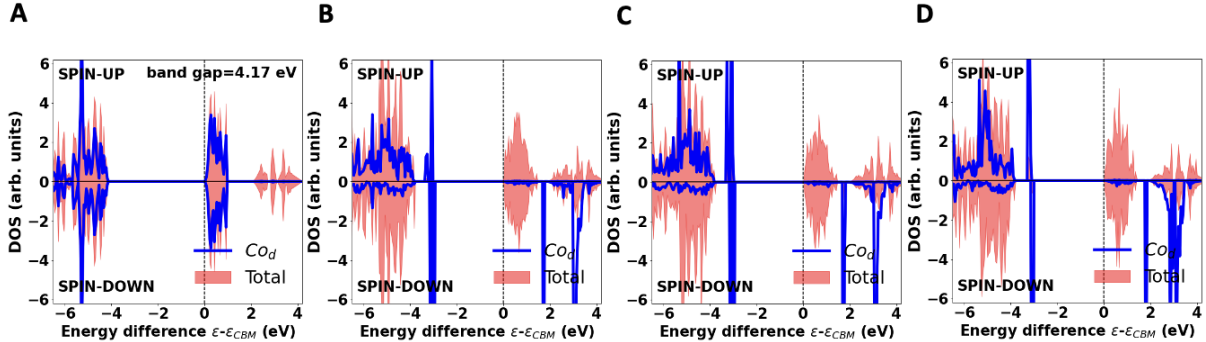 A B C D
SPIN-UP band gap=4.17 eV
SPIN-DOWN
Co_d
Total
DOS (arb. units)
6
4
2
0
−2
−4
−6
−6 −4 −2 0 2 4
Energy difference ε-ε_CBM (eV)
SPIN-UP
SPIN-DOWN
Co_d
Total
DOS (arb. units)
6
4
2
0
−2
−4
−6
−6 −4 −2 0 2 4
Energy difference ε-ε_CBM (eV)
SPIN-UP
SPIN-DOWN
Co_d
Total
DOS (arb. units)
6
4
2
0
−2
−4
−6
−6 −4 −2 0 2 4
Energy difference ε-ε_CBM (eV)
SPIN-UP
SPIN-DOWN
Co_d
Total
DOS (arb. units)
6
4
2
0
−2
−4
−6
−6 −4 −2 0 2 4
Energy difference ε-ε_CBM (eV)